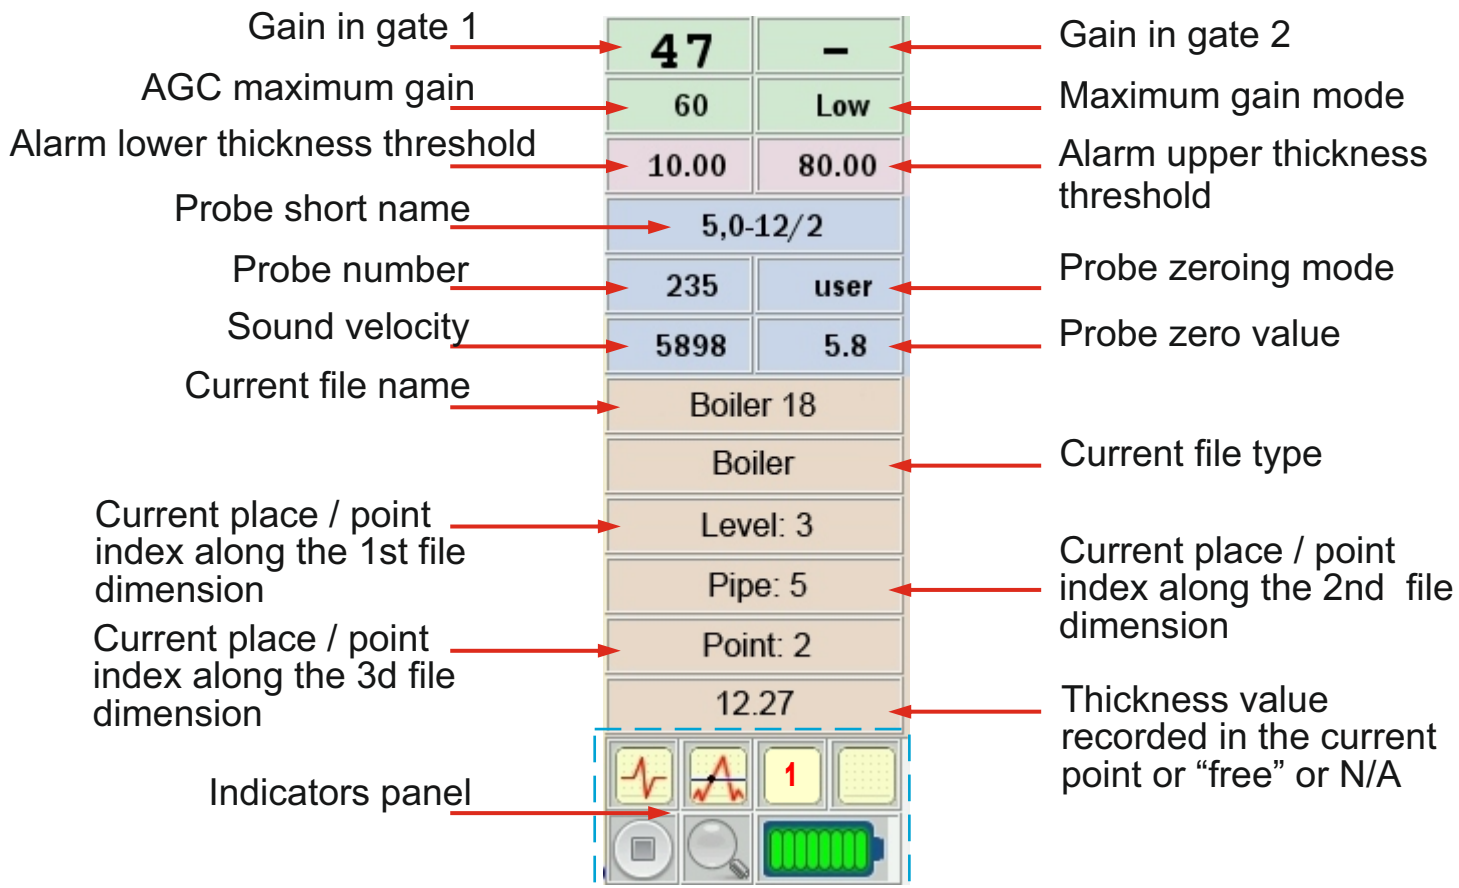 Gain in gate 1
47
–
Gain in gate 2
AGC maximum gain
60
Low
Maximum gain mode
Alarm lower thickness threshold
10.00
80.00
Alarm upper thickness
threshold
Probe short name
5,0-12/2
Probe number
235
user
Probe zeroing mode
Sound velocity
5898
5.8
Probe zero value
Current file name
Boiler 18
Boiler
Current file type
Current place / point
index along the 1st file
dimension
Level: 3
Pipe: 5
Current place / point
index along the 2nd file
dimension
Current place / point
index along the 3d file
dimension
Point: 2
12.27
Thickness value
recorded in the current
point or “free” or N/A
1
Indicators panel